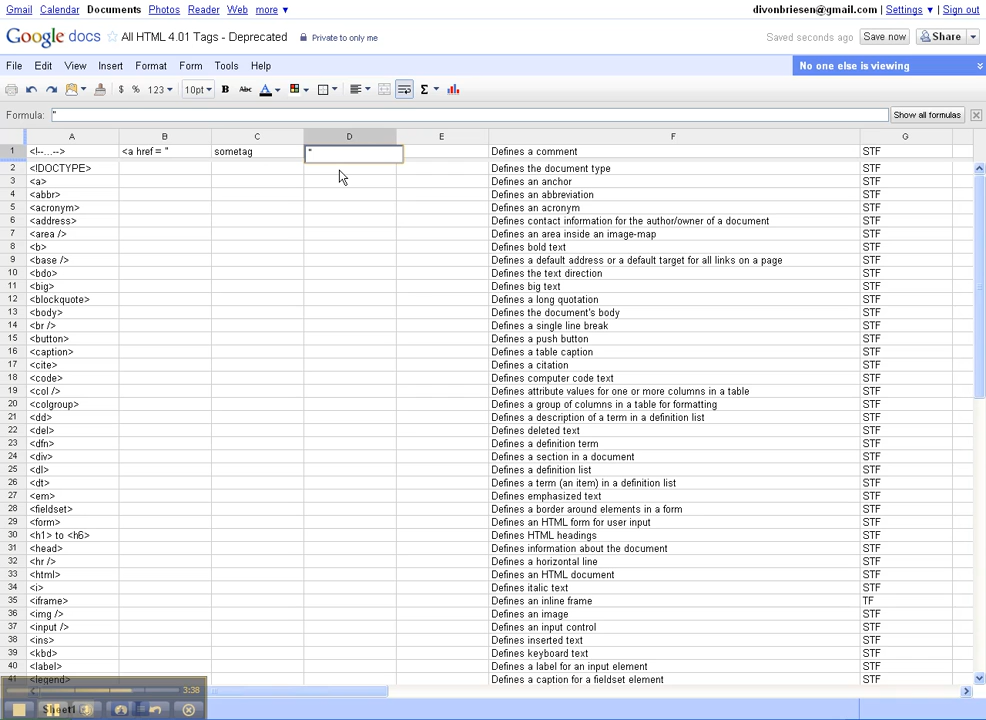 Gmail Calendar Documents Photos Reader Web more ▼ divonbriesen@gmail.com | Settings ▼ | Sign out
Google docs All HTML 4.01 Tags - Deprecated Private to only me Saved seconds ago Save now Share
File Edit View Insert Format Form Tools Help No one else is viewing
$ % 123 10pt B Abc A Σ
Formula: " Show all formulas
A B C D E F G
1 <!--...--> <a href = " sometag " Defines a comment STF
2 <!DOCTYPE> Defines the document type STF
3 <a> Defines an anchor STF
4 <abbr> Defines an abbreviation STF
5 <acronym> Defines an acronym STF
6 <address> Defines contact information for the author/owner of a document STF
7 <area /> Defines an area inside an image-map STF
8 <b> Defines bold text STF
9 <base /> Defines a default address or a default target for all links on a page STF
10 <bdo> Defines the text direction STF
11 <big> Defines big text STF
12 <blockquote> Defines a long quotation STF
13 <body> Defines the document's body STF
14 <br /> Defines a single line break STF
15 <button> Defines a push button STF
16 <caption> Defines a table caption STF
17 <cite> Defines a citation STF
18 <code> Defines computer code text STF
19 <col /> Defines attribute values for one or more columns in a table STF
20 <colgroup> Defines a group of columns in a table for formatting STF
21 <dd> Defines a description of a term in a definition list STF
22 <del> Defines deleted text STF
23 <dfn> Defines a definition term STF
24 <div> Defines a section in a document STF
25 <dl> Defines a definition list STF
26 <dt> Defines a term (an item) in a definition list STF
27 <em> Defines emphasized text STF
28 <fieldset> Defines a border around elements in a form STF
29 <form> Defines an HTML form for user input STF
30 <h1> to <h6> Defines HTML headings STF
31 <head> Defines information about the document STF
32 <hr /> Defines a horizontal line STF
33 <html> Defines an HTML document STF
34 <i> Defines italic text STF
35 <iframe> Defines an inline frame TF
36 <img /> Defines an image STF
37 <input /> Defines an input control STF
38 <ins> Defines inserted text STF
39 <kbd> Defines keyboard text STF
40 <label> Defines a label for an input element STF
41 <legend> Defines a caption for a fieldset element STF
3:38
Sheet1